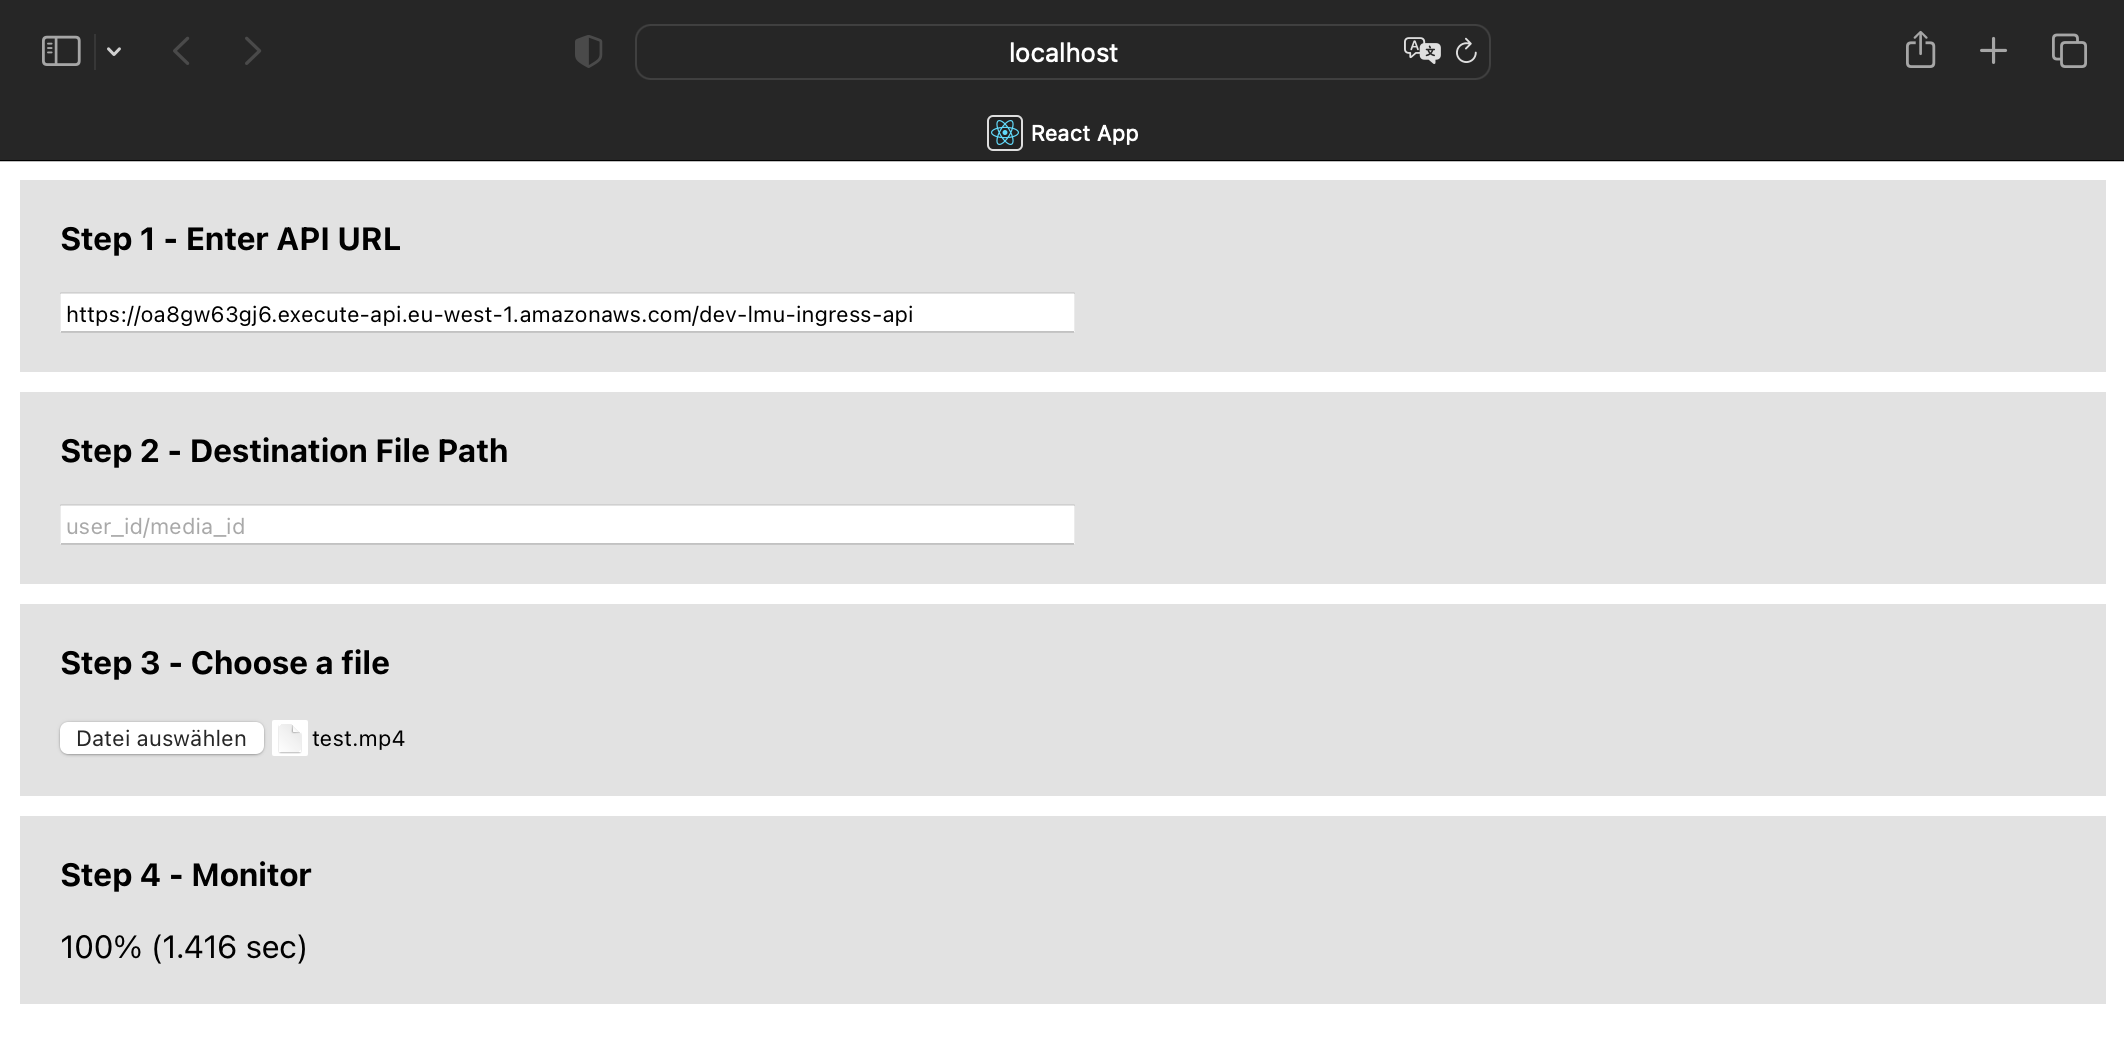 localhost
React App
Step 1 - Enter API URL
https://oa8gw63gj6.execute-api.eu-west-1.amazonaws.com/dev-lmu-ingress-api
Step 2 - Destination File Path
user_id/media_id
Step 3 - Choose a file
Datei auswählen test.mp4
Step 4 - Monitor
100% (1.416 sec)